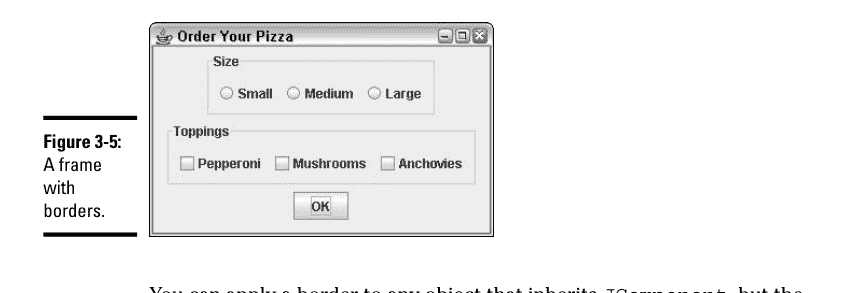 Order Your Pizza
Size
Small Medium Large
Figure 3-5:
A frame
with
borders.
Toppings
Pepperoni Mushrooms Anchovies
OK
You can apply a border to any object that inherits JComponent, but the